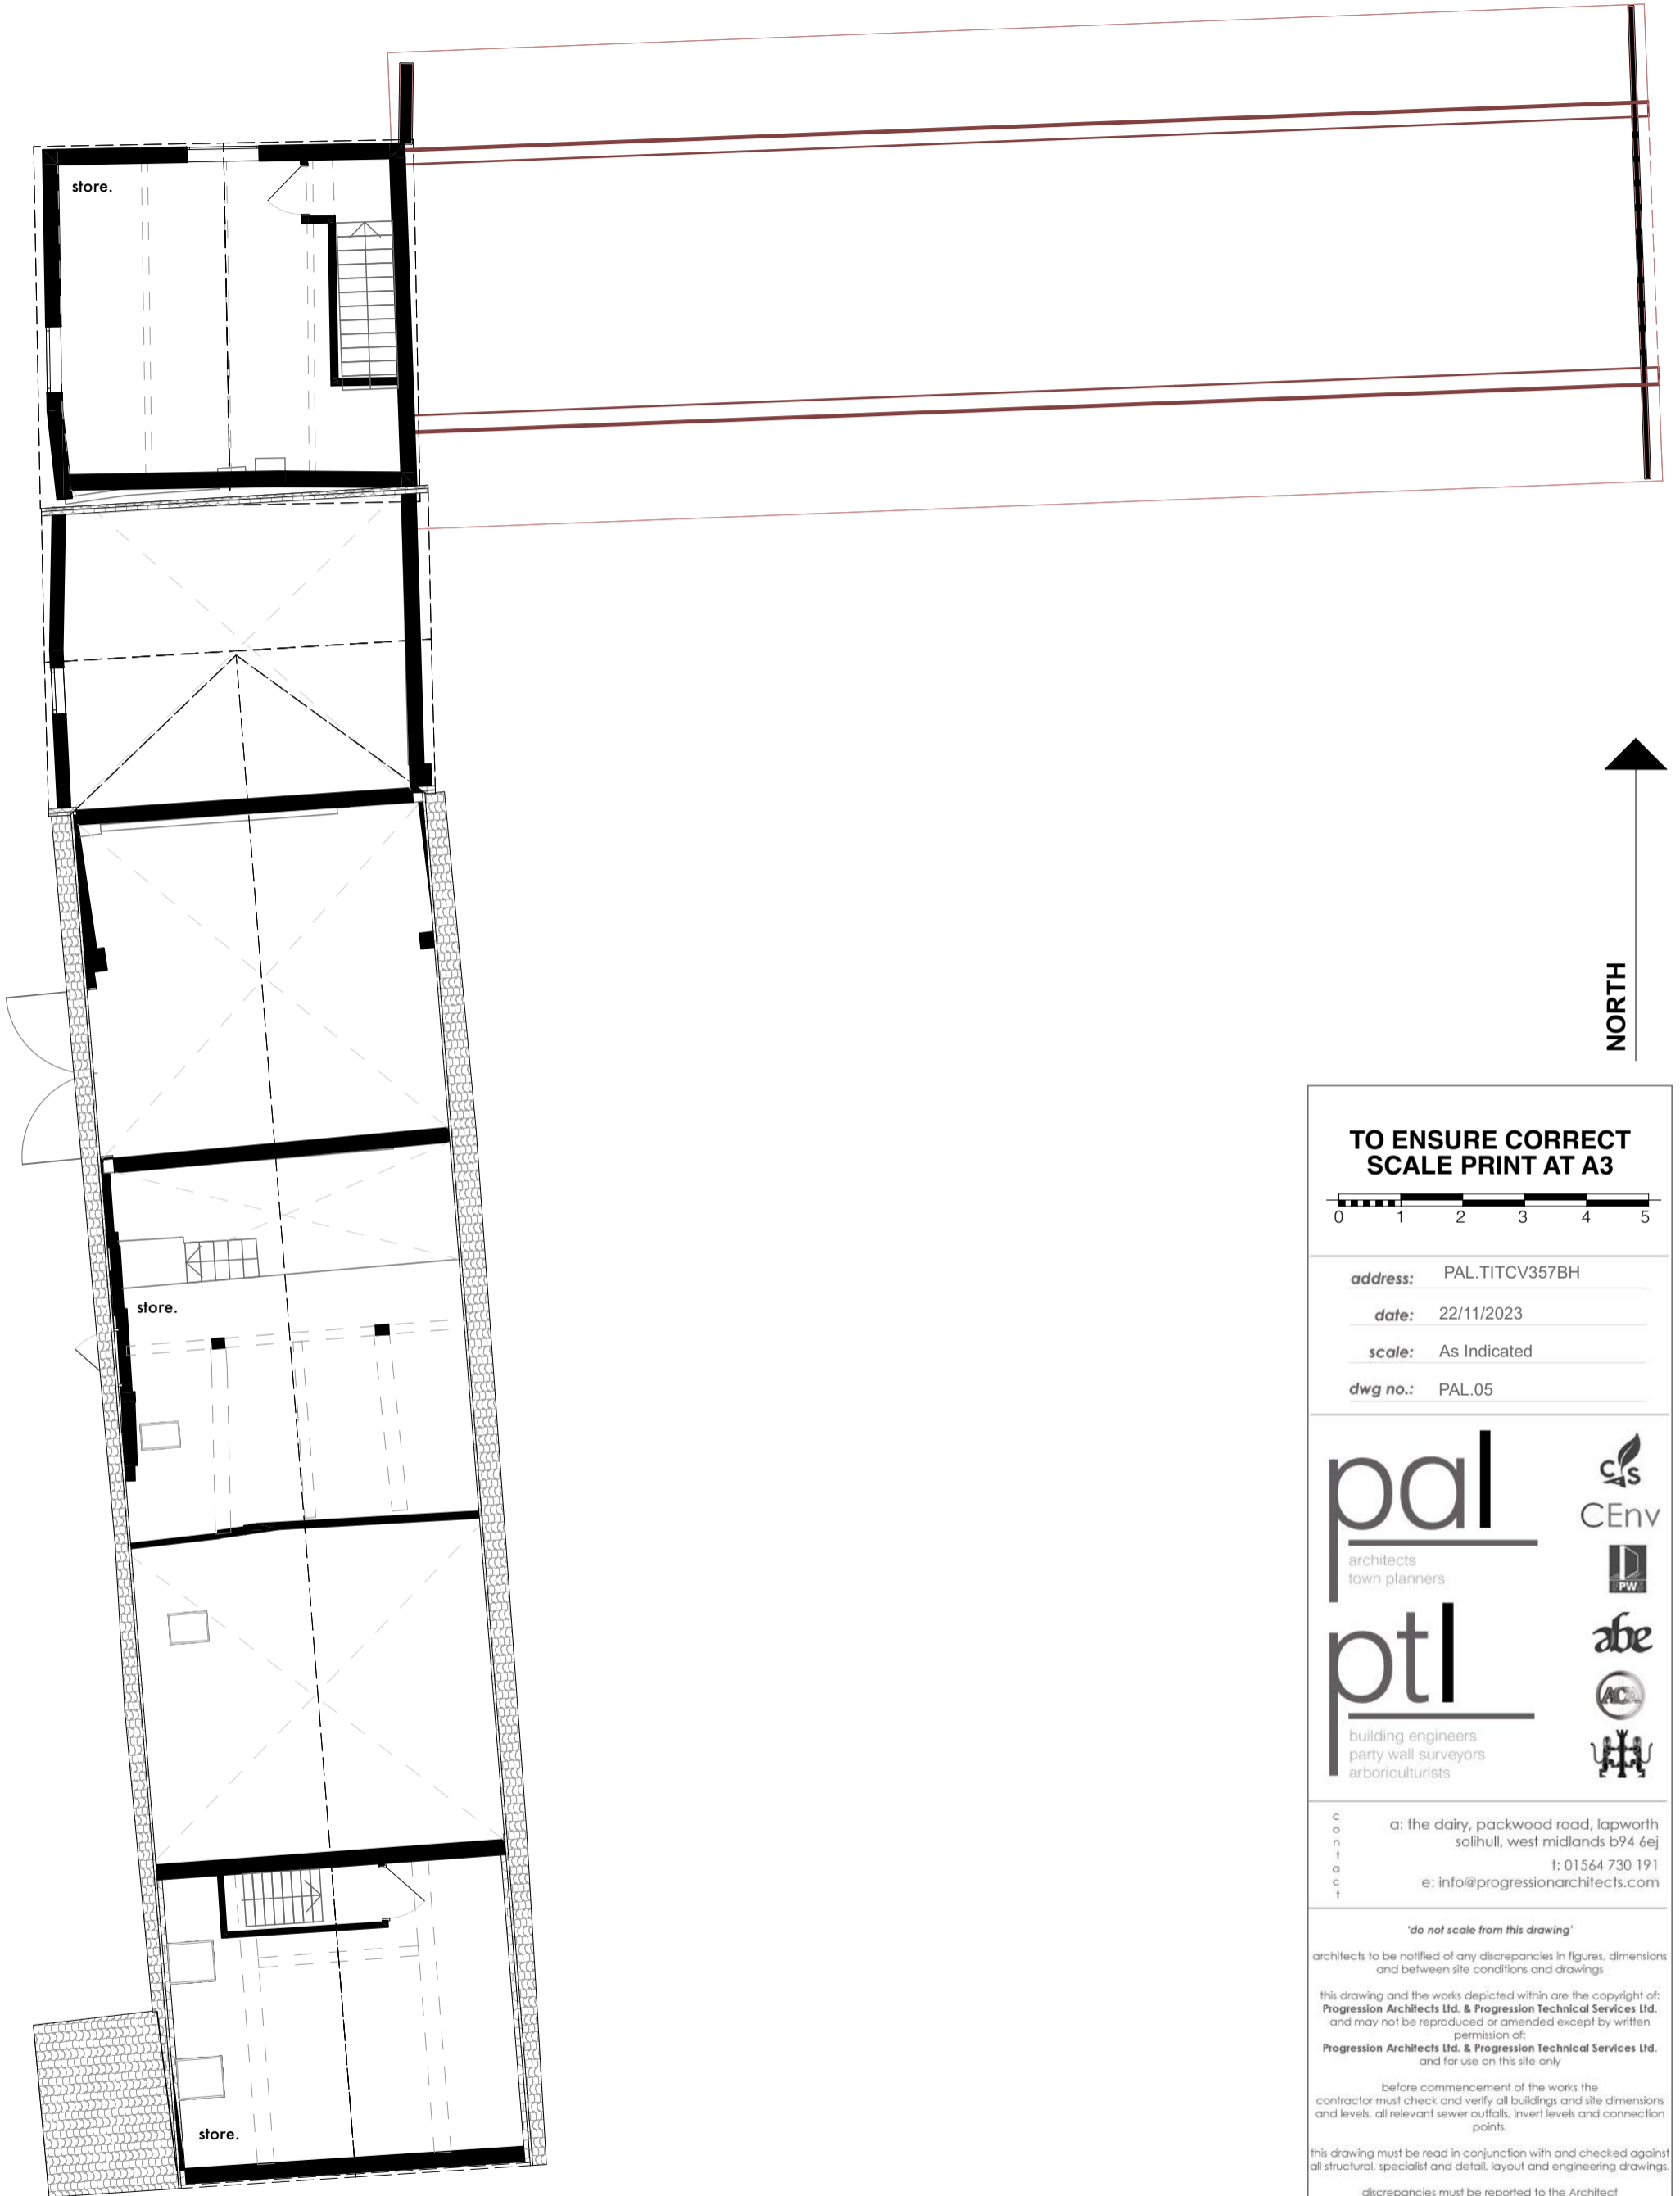 store.
store.
store.
NORTH
TO ENSURE CORRECT
SCALE PRINT AT A3
0 1 2 3 4 5
address: PAL.TITCV357BH
date: 22/11/2023
scale: As Indicated
dwg no.: PAL.05
pal
architects
town planners
ptl
building engineers
party wall surveyors
arboriculturists
CAS
CEnv
PW
abe
ACA
contact
a: the dairy, packwood road, lapworth
solihull, west midlands b94 6ej
t: 01564 730 191
e: info@progressionarchitects.com
'do not scale from this drawing'
architects to be notified of any discrepancies in figures, dimensions
and between site conditions and drawings
this drawing and the works depicted within are the copyright of:
Progression Architects Ltd. & Progression Technical Services Ltd.
and may not be reproduced or amended except by written
permission of:
Progression Architects Ltd. & Progression Technical Services Ltd.
and for use on this site only
before commencement of the works the
contractor must check and verify all buildings and site dimensions
and levels, all relevant sewer outfalls, invert levels and connection
points.
this drawing must be read in conjunction with and checked against
all structural, specialist and detail, layout and engineering drawings.
discrepancies must be reported to the Architect